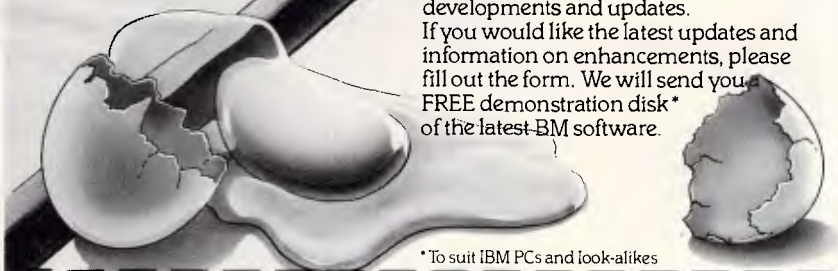 developments and updates.
If you would like the latest updates and
information on enhancements, please
fill out the form. We will send you a
FREE demonstration disk*
of the latest BM software.
* To suit IBM PCs and look-alikes